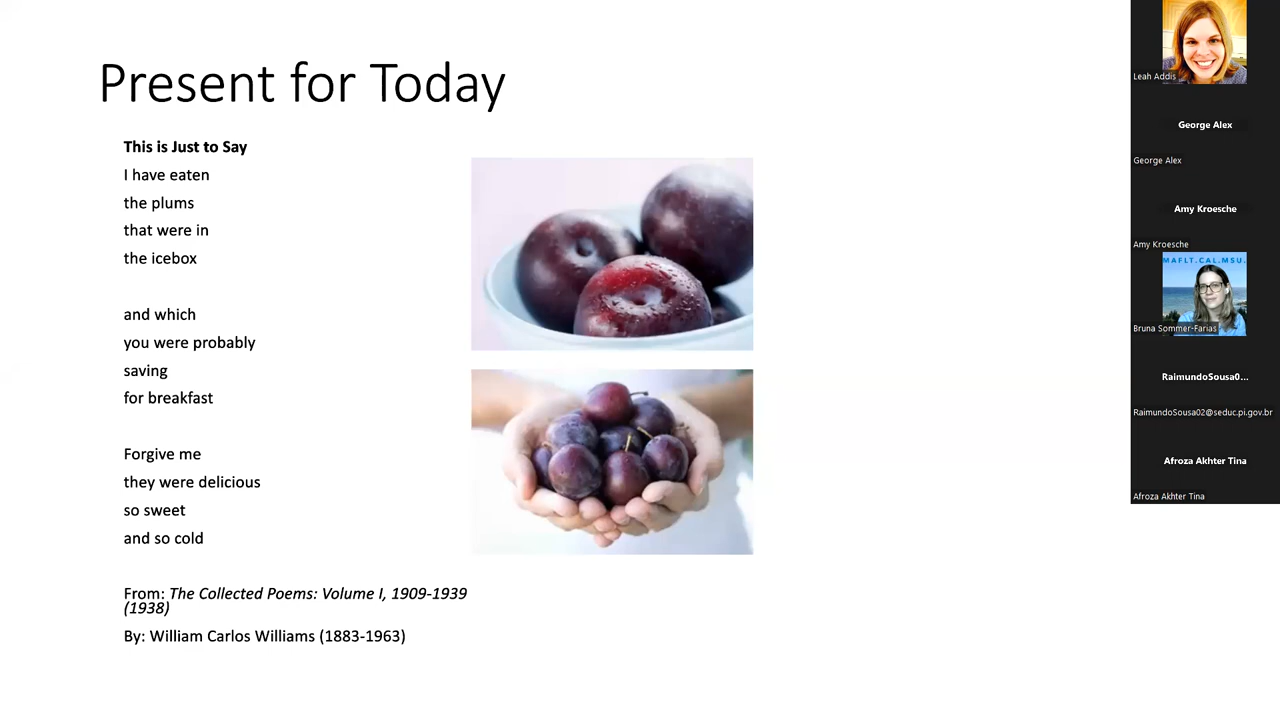 Present for Today
This is Just to Say
I have eaten
the plums
that were in
the icebox
and which
you were probably
saving
for breakfast
Forgive me
they were delicious
so sweet
and so cold
From: The Collected Poems: Volume I, 1909-1939
(1938)
By: William Carlos Williams (1883-1963)
Leah Addis
George Alex
George Alex
Amy Kroesche
Amy Kroesche
MAFLT.CAL.MSU.
Bruna Sommer-Farias
RaimundoSousa0...
RaimundoSousa02@seduc.pi.gov.br
Afroza Akhter Tina
Afroza Akhter Tina